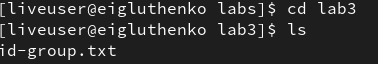 [liveuser@eigluthenko labs]$ cd lab3
[liveuser@eigluthenko lab3]$ ls
id-group.txt